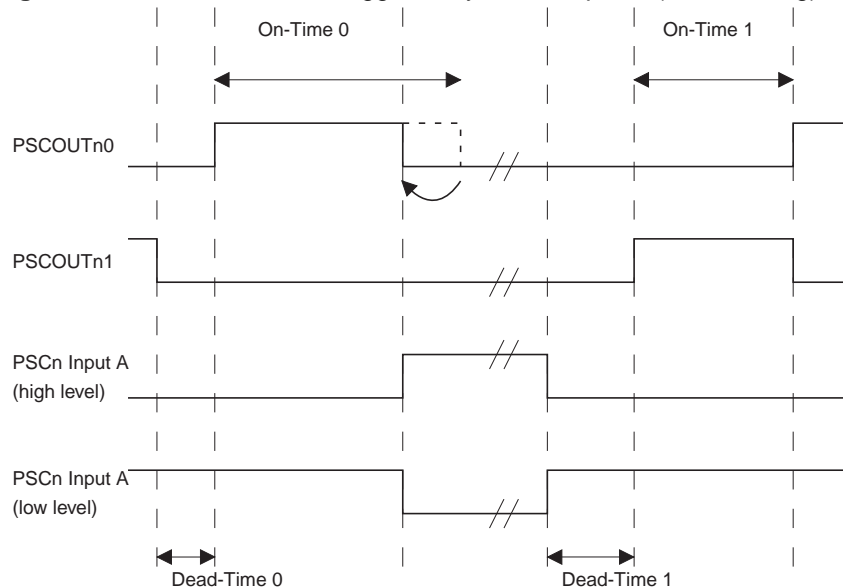 On-Time 0
On-Time 1
PSCOUTn0
PSCOUTn1
PSCn Input A
(high level)
PSCn Input A
(low level)
Dead-Time 0
Dead-Time 1